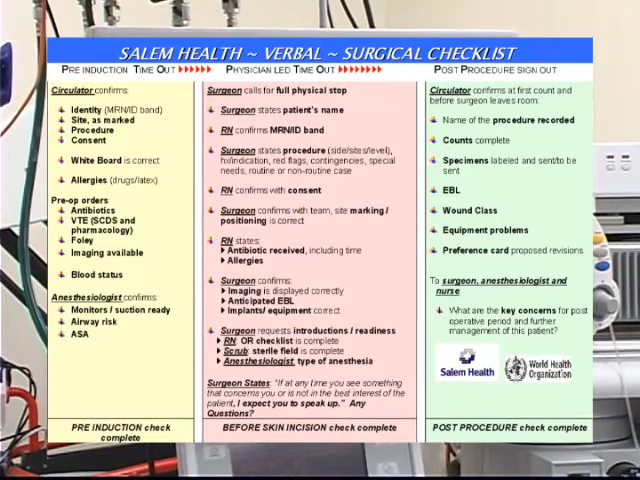 SALEM HEALTH ~ VERBAL ~ SURGICAL CHECKLIST
PRE INDUCTION TIME OUT
PHYSICIAN LED TIME OUT
POST PROCEDURE SIGN OUT
Circulator confirms:
Identity (MRN/ID band)
Site, as marked
Procedure
Consent
White Board is correct
Allergies (drugs/latex)
Pre-op orders
Antibiotics
VTE (SCDS and
pharmacology)
Foley
Imaging available
Blood status
Anesthesiologist confirms:
Monitors / suction ready
Airway risk
ASA
PRE INDUCTION check
complete
Surgeon calls for full physical stop
Surgeon states patient's name
RN confirms MRN/ID band
Surgeon states procedure (side/sites/level),
hx/indication, red flags, contingencies, special
needs, routine or non-routine case
RN confirms with consent
Surgeon confirms with team, site marking /
positioning is correct
RN states:
Antibiotic received, including time
Allergies
Surgeon confirms:
Imaging is displayed correctly
Anticipated EBL
Implants/ equipment correct
Surgeon requests introductions / readiness
RN: OR checklist is complete
Scrub: sterile field is complete
Anesthesiologist: type of anesthesia
Surgeon States: "If at any time you see something
that concerns you or is not in the best interest of the
patient, I expect you to speak up." Any
Questions?
BEFORE SKIN INCISION check complete
Circulator confirms at first count and
before surgeon leaves room:
Name of the procedure recorded
Counts complete
Specimens labeled and sent/to be
sent
EBL
Wound Class
Equipment problems
Preference card proposed revisions
To surgeon, anesthesiologist and
nurse:
What are the key concerns for post
operative period and further
management of this patient?
Salem Health
World Health
Organization
POST PROCEDURE check complete